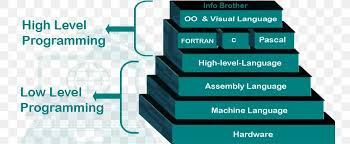 Info Brother
High Level
Programming
OO & Visual Language
FORTRAN
c
Pascal
High-level-Language
Low Level
Programming
Assembly Language
Machine Language
Hardware